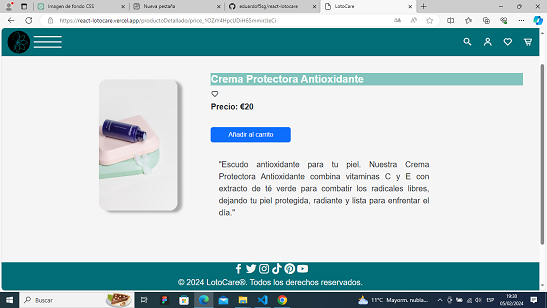 Imagen de fondo CSS
Nueva pestaña
eduardof5sg/react-lotocare
LotoCare
https://react-lotocare.vercel.app/productoDetallado/price_1OZrI4HpcUDiH65mmirzJeCi
Crema Protectora Antioxidante
Precio: €20
Añadir al carrito
"Escudo antioxidante para tu piel. Nuestra Crema
Protectora Antioxidante combina vitaminas C y E con
extracto de té verde para combatir los radicales libres,
dejando tu piel protegida, radiante y lista para enfrentar el
día."
© 2024 LotoCare®. Todos los derechos reservados.
Buscar
11°C Mayorm. nubla...
ESP
19:30
05/02/2024